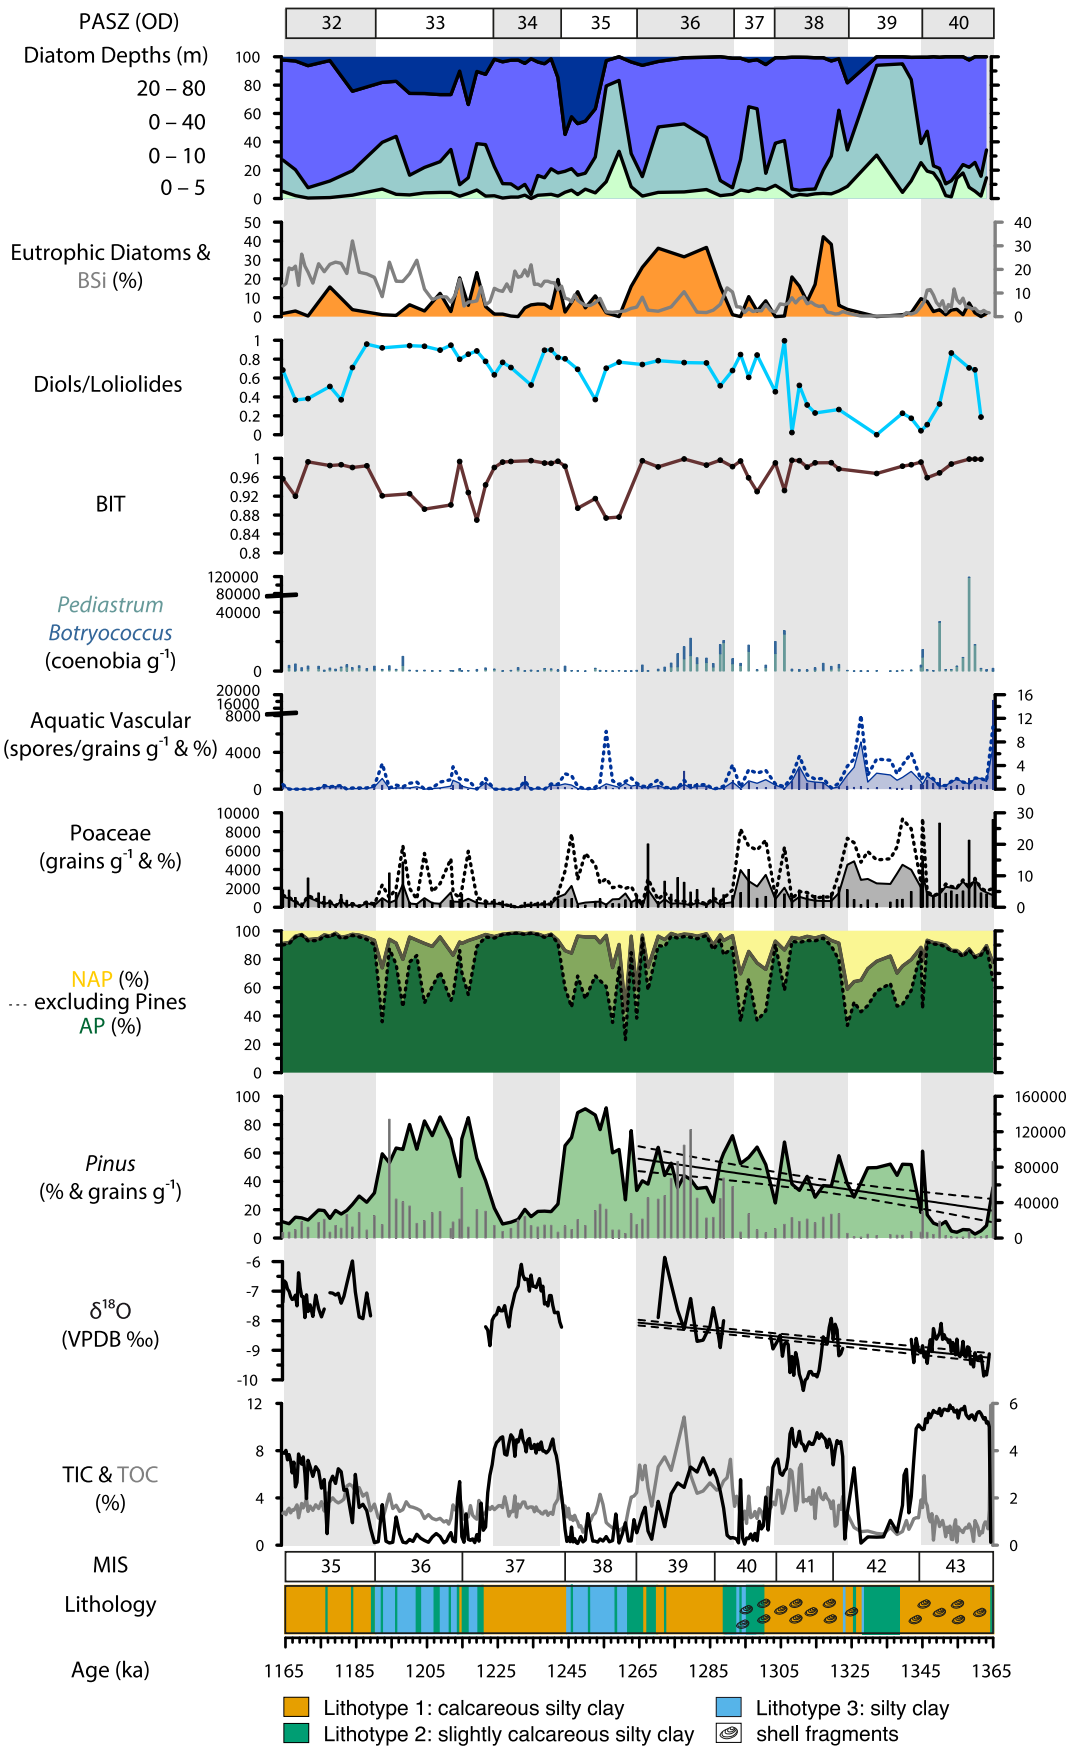 PASZ (OD) 32 33 34 35 36 37 38 39 40
Diatom Depths (m)
20 – 80
0 – 40
0 – 10
0 – 5
100
80
60
40
20
0
Eutrophic Diatoms &
BSi (%)
50
40
30
20
10
0
40
30
20
10
0
Diols/Loliolides
1
0.8
0.6
0.4
0.2
0
BIT
1
0.96
0.92
0.88
0.84
0.8
Pediastrum
Botryococcus
(coenobia g⁻¹)
120000
80000
40000
0
Aquatic Vascular
(spores/grains g⁻¹ & %)
20000
16000
8000
4000
0
16
12
8
4
0
Poaceae
(grains g⁻¹ & %)
10000
8000
6000
4000
2000
0
30
20
10
0
NAP (%)
--- excluding Pines
AP (%)
100
80
60
40
20
0
Pinus
(% & grains g⁻¹)
100
80
60
40
20
0
160000
120000
80000
40000
0
δ¹⁸O
(VPDB ‰)
-6
-7
-8
-9
-10
TIC & TOC
(%)
12
8
4
0
6
4
2
0
MIS 35 36 37 38 39 40 41 42 43
Lithology
Age (ka) 1165 1185 1205 1225 1245 1265 1285 1305 1325 1345 1365
Lithotype 1: calcareous silty clay
Lithotype 3: silty clay
Lithotype 2: slightly calcareous silty clay
shell fragments